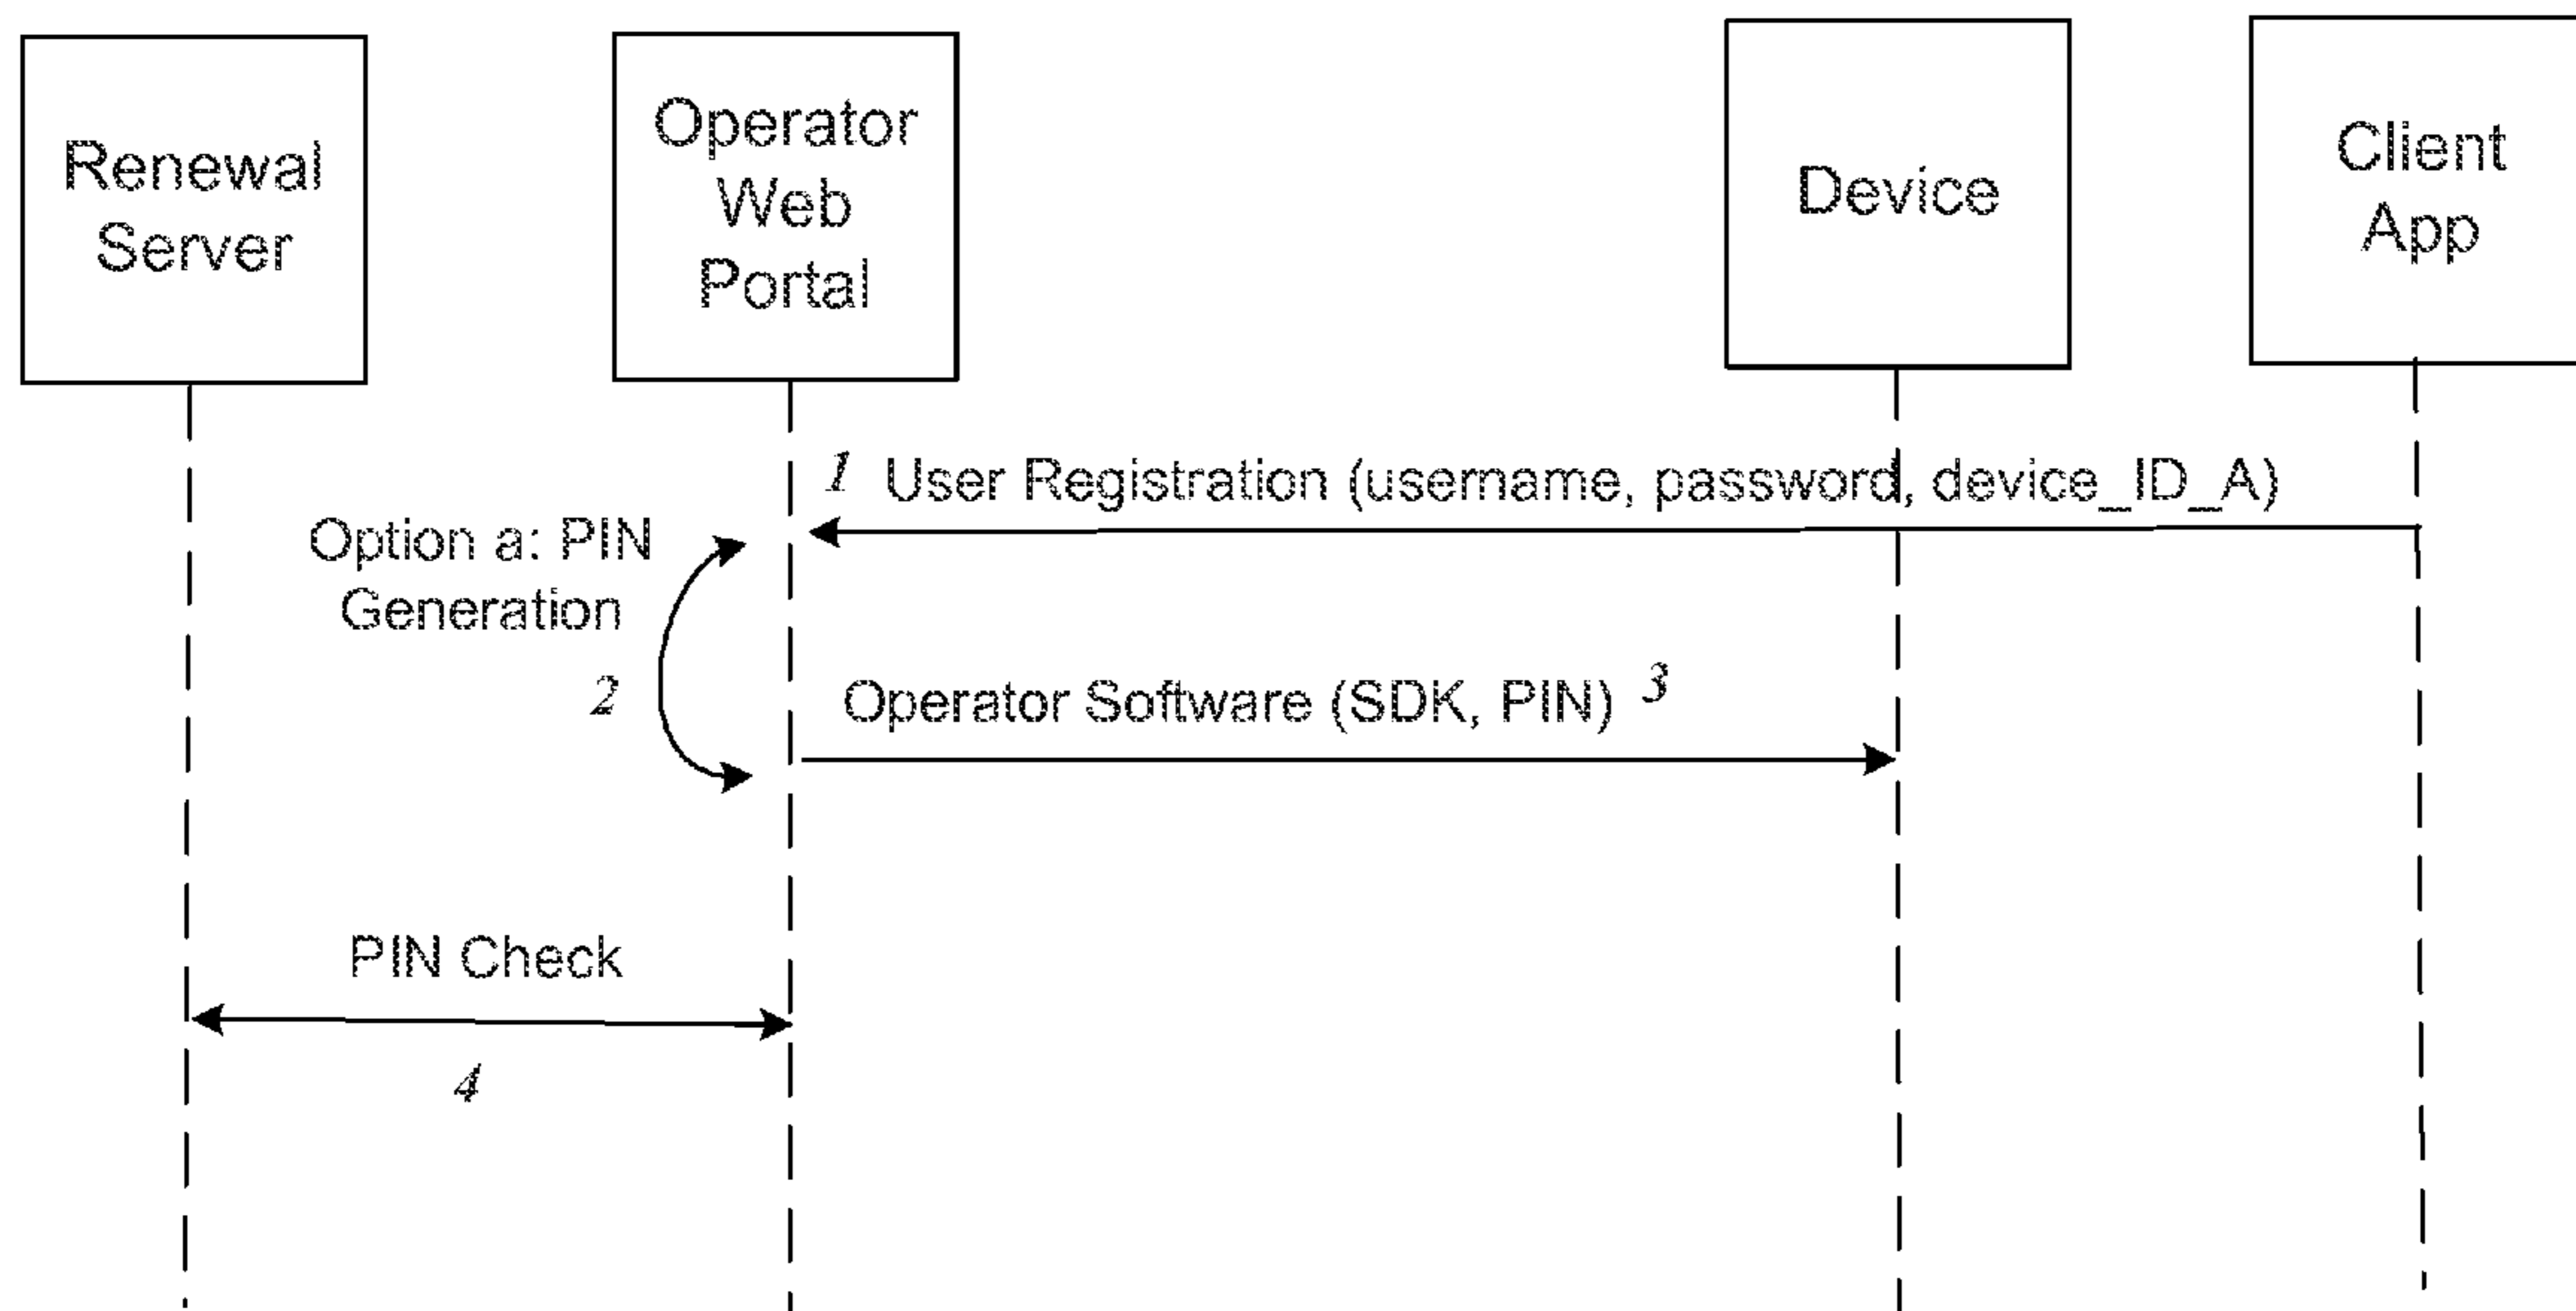 Renewal
Server
Operator
Web
Portal
Device
Client
App
1 User Registration (username, password, device_ID_A)
Option a: PIN
Generation
2
Operator Software (SDK, PIN) 3
PIN Check
4